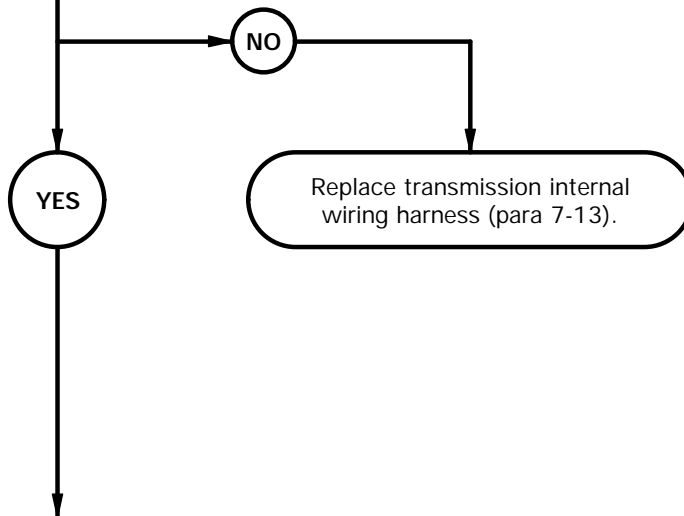 NO
YES
Replace transmission internal
wiring harness (para 7-13).